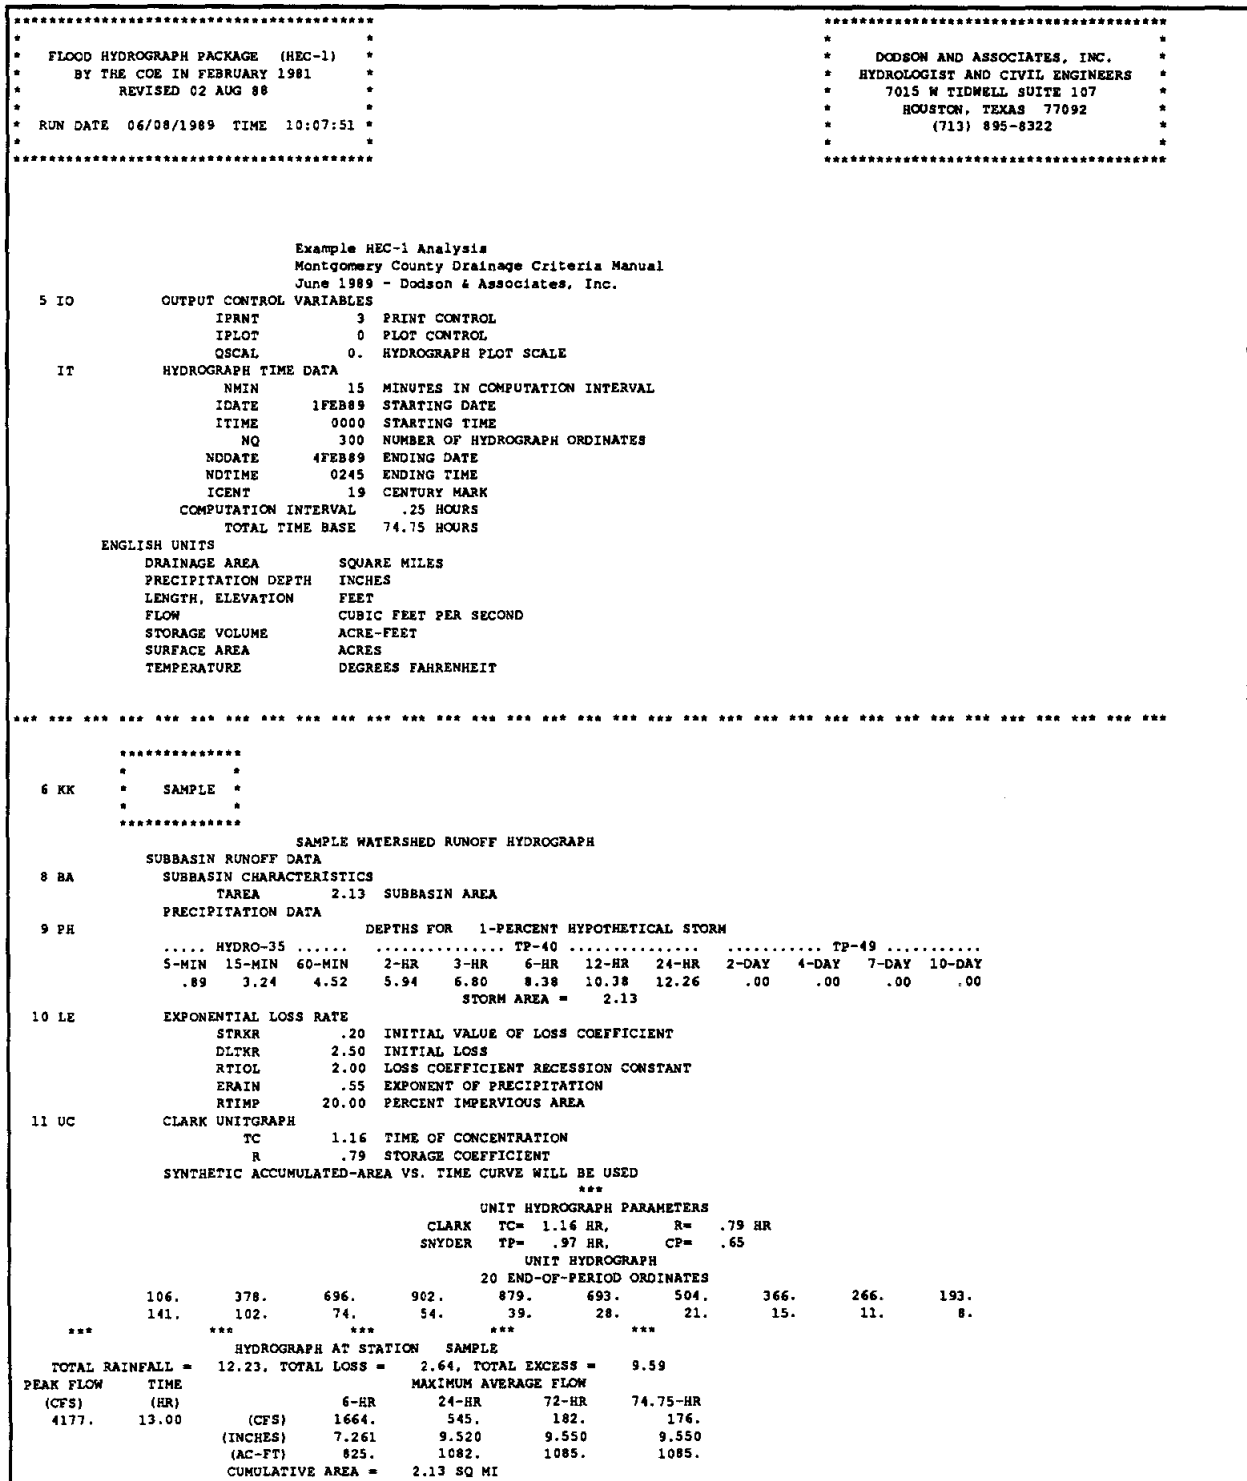 ****************************************
* *
* FLOOD HYDROGRAPH PACKAGE (HEC-1) *
* BY THE COE IN FEBRUARY 1981 *
* REVISED 02 AUG 88 *
* *
* RUN DATE 06/08/1989 TIME 10:07:51 *
* *
****************************************
***************************************
* *
* DODSON AND ASSOCIATES, INC. *
* HYDROLOGIST AND CIVIL ENGINEERS *
* 7015 W TIDWELL SUITE 107 *
* HOUSTON, TEXAS 77092 *
* (713) 895-8322 *
* *
***************************************
Example HEC-1 Analysis
Montgomery County Drainage Criteria Manual
June 1989 - Dodson & Associates, Inc.
5 IO OUTPUT CONTROL VARIABLES
IPRNT 3 PRINT CONTROL
IPLOT 0 PLOT CONTROL
QSCAL 0. HYDROGRAPH PLOT SCALE
IT HYDROGRAPH TIME DATA
NMIN 15 MINUTES IN COMPUTATION INTERVAL
IDATE 1FEB89 STARTING DATE
ITIME 0000 STARTING TIME
NQ 300 NUMBER OF HYDROGRAPH ORDINATES
NDDATE 4FEB89 ENDING DATE
NDTIME 0245 ENDING TIME
ICENT 19 CENTURY MARK
COMPUTATION INTERVAL .25 HOURS
TOTAL TIME BASE 74.75 HOURS
ENGLISH UNITS
DRAINAGE AREA SQUARE MILES
PRECIPITATION DEPTH INCHES
LENGTH, ELEVATION FEET
FLOW CUBIC FEET PER SECOND
STORAGE VOLUME ACRE-FEET
SURFACE AREA ACRES
TEMPERATURE DEGREES FAHRENHEIT
*** *** *** *** *** *** *** *** *** *** *** *** *** *** *** *** *** *** *** *** *** *** *** *** *** *** *** *** *** *** *** *** ***
**************
* *
6 KK * SAMPLE *
* *
**************
SAMPLE WATERSHED RUNOFF HYDROGRAPH
SUBBASIN RUNOFF DATA
8 BA SUBBASIN CHARACTERISTICS
TAREA 2.13 SUBBASIN AREA
PRECIPITATION DATA
9 PH DEPTHS FOR 1-PERCENT HYPOTHETICAL STORM
..... HYDRO-35 ...... ............... TP-40 ............... ........... TP-49 ...........
5-MIN 15-MIN 60-MIN 2-HR 3-HR 6-HR 12-HR 24-HR 2-DAY 4-DAY 7-DAY 10-DAY
.89 3.24 4.52 5.94 6.80 8.38 10.38 12.26 .00 .00 .00 .00
STORM AREA = 2.13
10 LE EXPONENTIAL LOSS RATE
STRKR .20 INITIAL VALUE OF LOSS COEFFICIENT
DLTKR 2.50 INITIAL LOSS
RTIOL 2.00 LOSS COEFFICIENT RECESSION CONSTANT
ERAIN .55 EXPONENT OF PRECIPITATION
RTIMP 20.00 PERCENT IMPERVIOUS AREA
11 UC CLARK UNITGRAPH
TC 1.16 TIME OF CONCENTRATION
R .79 STORAGE COEFFICIENT
SYNTHETIC ACCUMULATED-AREA VS. TIME CURVE WILL BE USED
***
UNIT HYDROGRAPH PARAMETERS
CLARK TC= 1.16 HR, R= .79 HR
SNYDER TP= .97 HR, CP= .65
UNIT HYDROGRAPH
20 END-OF-PERIOD ORDINATES
106. 378. 696. 902. 879. 693. 504. 366. 266. 193.
141. 102. 74. 54. 39. 28. 21. 15. 11. 8.
*** *** *** *** ***
HYDROGRAPH AT STATION SAMPLE
TOTAL RAINFALL = 12.23, TOTAL LOSS = 2.64, TOTAL EXCESS = 9.59
PEAK FLOW TIME MAXIMUM AVERAGE FLOW
(CFS) (HR) 6-HR 24-HR 72-HR 74.75-HR
4177. 13.00 (CFS) 1664. 545. 182. 176.
(INCHES) 7.261 9.520 9.550 9.550
(AC-FT) 825. 1082. 1085. 1085.
CUMULATIVE AREA = 2.13 SQ MI